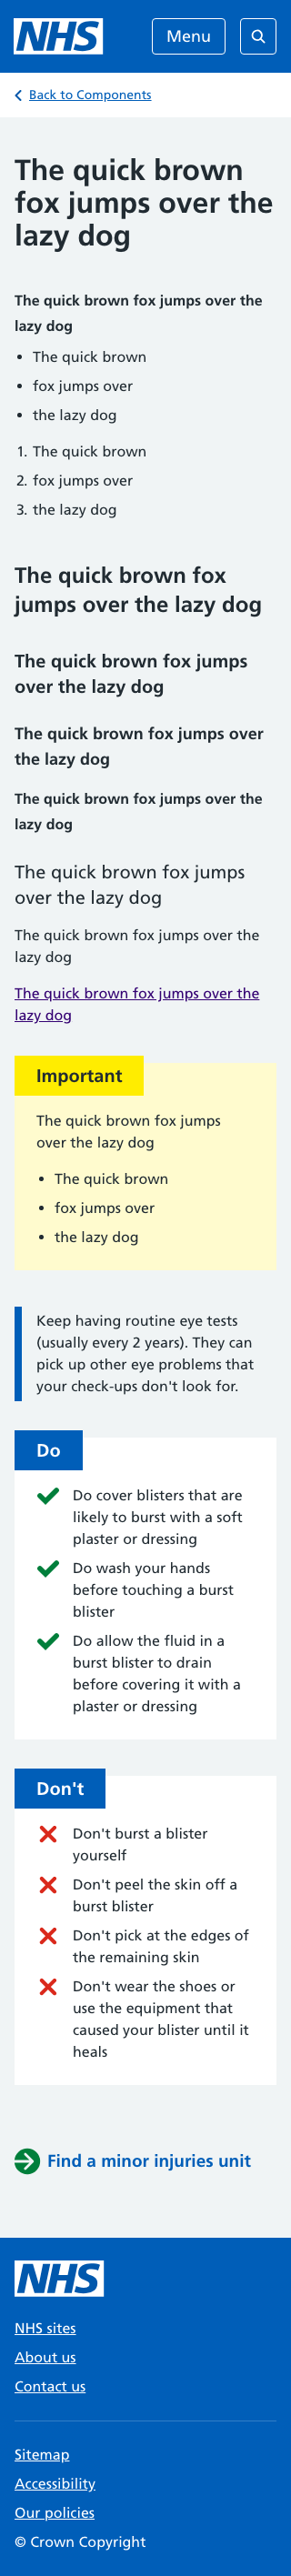 NHS
Menu
Back to Components
The quick brown
fox jumps over the
lazy dog
The quick brown fox jumps over the
lazy dog
• The quick brown
• fox jumps over
• the lazy dog
1. The quick brown
2. fox jumps over
3. the lazy dog
The quick brown fox
jumps over the lazy dog
The quick brown fox jumps
over the lazy dog
The quick brown fox jumps over
the lazy dog
The quick brown fox jumps over the
lazy dog
The quick brown fox jumps
over the lazy dog
The quick brown fox jumps over the
lazy dog
The quick brown fox jumps over the
lazy dog
Important
The quick brown fox jumps
over the lazy dog
• The quick brown
• fox jumps over
• the lazy dog
Keep having routine eye tests
(usually every 2 years). They can
pick up other eye problems that
your check-ups don't look for.
Do
Do cover blisters that are
likely to burst with a soft
plaster or dressing
Do wash your hands
before touching a burst
blister
Do allow the fluid in a
burst blister to drain
before covering it with a
plaster or dressing
Don't
Don't burst a blister
yourself
Don't peel the skin off a
burst blister
Don't pick at the edges of
the remaining skin
Don't wear the shoes or
use the equipment that
caused your blister until it
heals
Find a minor injuries unit
NHS
NHS sites
About us
Contact us
Sitemap
Accessibility
Our policies
© Crown Copyright